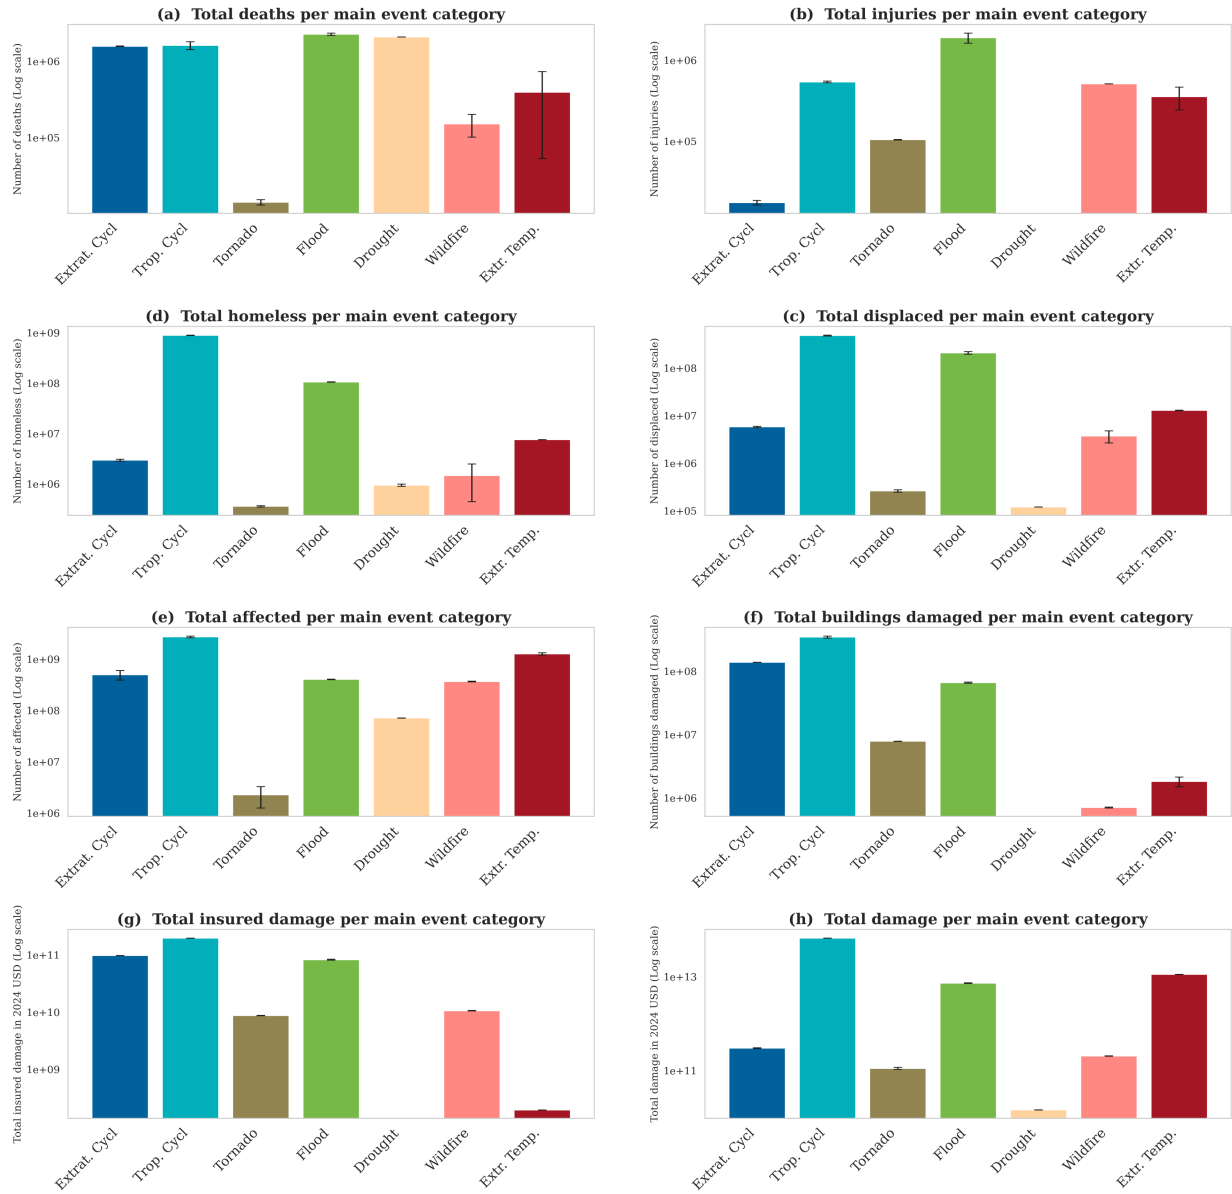 (a)  Total deaths per main event category
Number of deaths (Log scale)
1e+06
1e+05
Extrat. Cycl
Trop. Cycl
Tornado
Flood
Drought
Wildfire
Extr. Temp.
(b)  Total injuries per main event category
Number of injuries (Log scale)
1e+06
1e+05
Extrat. Cycl
Trop. Cycl
Tornado
Flood
Drought
Wildfire
Extr. Temp.
(d)  Total homeless per main event category
Number of homeless (Log scale)
1e+09
1e+08
1e+07
1e+06
Extrat. Cycl
Trop. Cycl
Tornado
Flood
Drought
Wildfire
Extr. Temp.
(c)  Total displaced per main event category
Number of displaced (Log scale)
1e+08
1e+07
1e+06
1e+05
Extrat. Cycl
Trop. Cycl
Tornado
Flood
Drought
Wildfire
Extr. Temp.
(e)  Total affected per main event category
Number of affected (Log scale)
1e+09
1e+08
1e+07
1e+06
Extrat. Cycl
Trop. Cycl
Tornado
Flood
Drought
Wildfire
Extr. Temp.
(f)  Total buildings damaged per main event category
Number of buildings damaged (Log scale)
1e+08
1e+07
1e+06
Extrat. Cycl
Trop. Cycl
Tornado
Flood
Drought
Wildfire
Extr. Temp.
(g)  Total insured damage per main event category
Total insured damage in 2024 USD (Log scale)
1e+11
1e+10
1e+09
Extrat. Cycl
Trop. Cycl
Tornado
Flood
Drought
Wildfire
Extr. Temp.
(h)  Total damage per main event category
Total damage in 2024 USD (Log scale)
1e+13
1e+11
Extrat. Cycl
Trop. Cycl
Tornado
Flood
Drought
Wildfire
Extr. Temp.